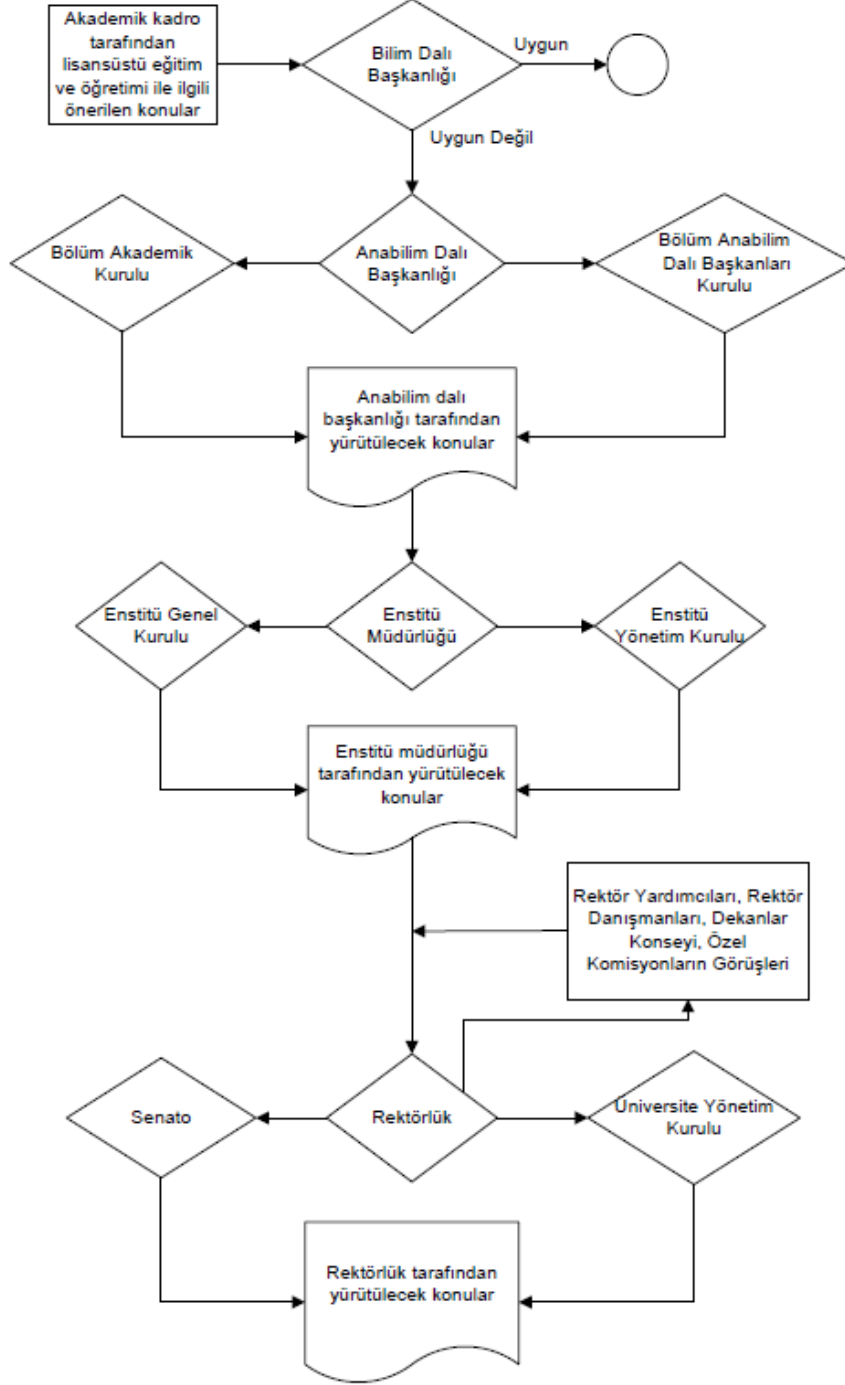 Akademik kadro
tarafından
lisansüstü eğitim
ve öğretimi ile ilgili
önerilen konular
Bilim Dalı
Başkanlığı
Uygun
Uygun Değil
Bölüm Akademik
Kurulu
Anabilim Dalı
Başkanlığı
Bölüm Anabilim
Dalı Başkanları
Kurulu
Anabilim dalı
başkanlığı tarafından
yürütülecek konular
Enstitü Genel
Kurulu
Enstitü
Müdürlüğü
Enstitü
Yönetim Kurulu
Enstitü müdürlüğü
tarafından yürütülecek
konular
Rektör Yardımcıları, Rektör
Danışmanları, Dekanlar
Konseyi, Özel
Komisyonların Görüşleri
Senato
Rektörlük
Üniversite Yönetim
Kurulu
Rektörlük tarafından
yürütülecek konular